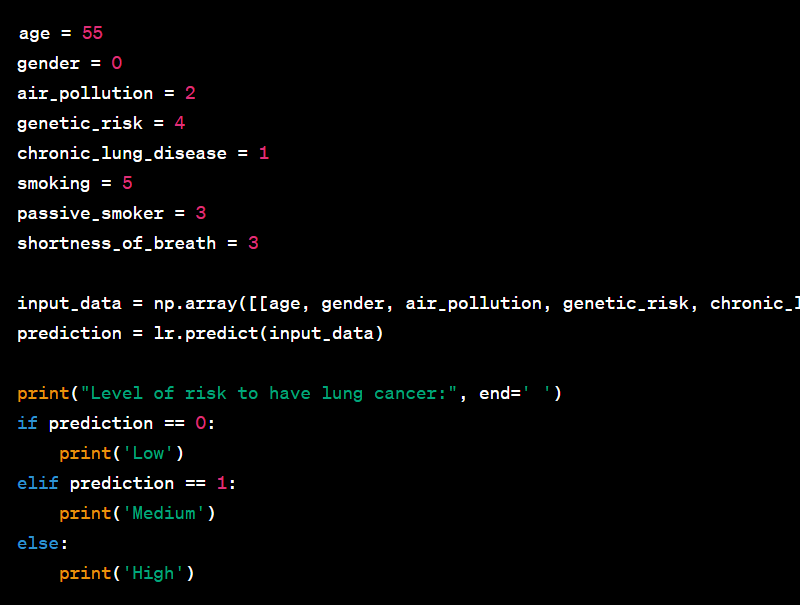 age = 55
gender = 0
air_pollution = 2
genetic_risk = 4
chronic_lung_disease = 1
smoking = 5
passive_smoker = 3
shortness_of_breath = 3
input_data = np.array([[age, gender, air_pollution, genetic_risk, chronic_l
prediction = lr.predict(input_data)
print("Level of risk to have lung cancer:", end=' ')
if prediction == 0:
    print('Low')
elif prediction == 1:
    print('Medium')
else:
    print('High')